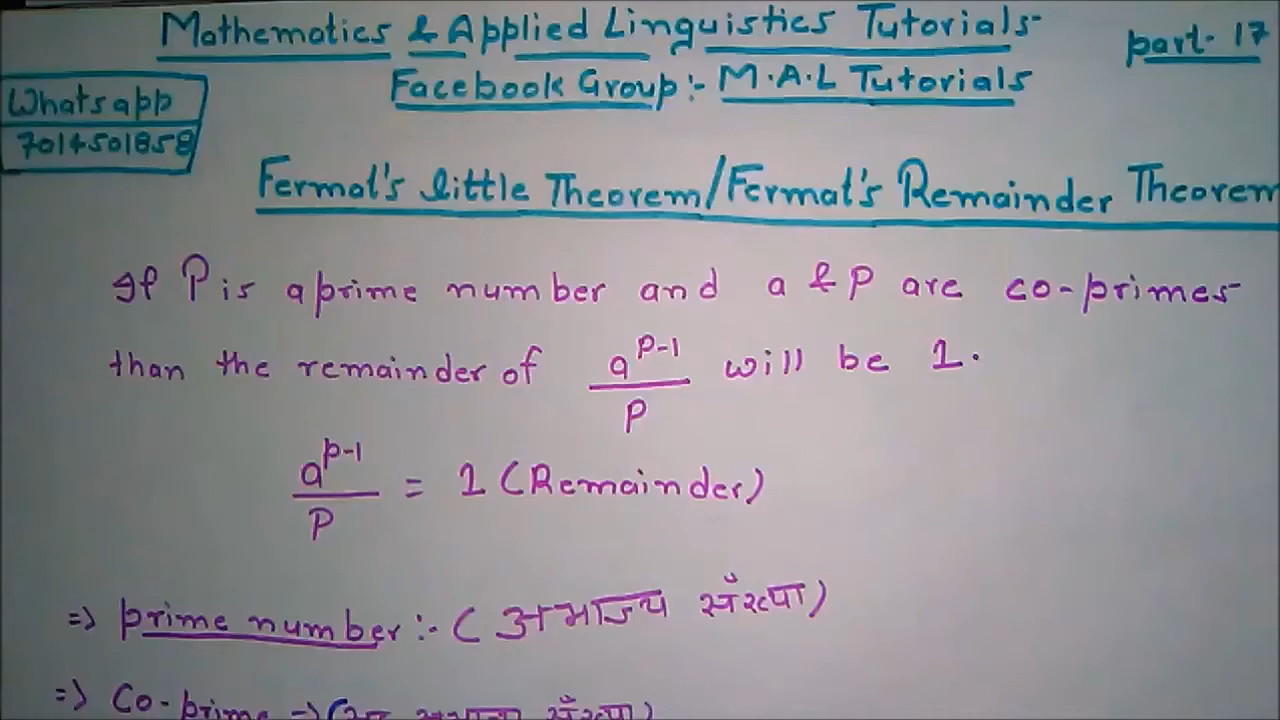 Mathematics & Applied Linguistics Tutorials
part- 17
Facebook Group:- M.A.L Tutorials
Whatsapp
7014501858
Fermat's little Theorem/Fermat's Remainder Theorem
If P is a prime number and a & P are co-primes
than the remainder of a^(P-1)/P will be 1.
a^(p-1)/P = 1 (Remainder)
=> prime number :- ( अभाज्य सँख्या)
=> Co-prime → (सह अभाज्य सँख्या)